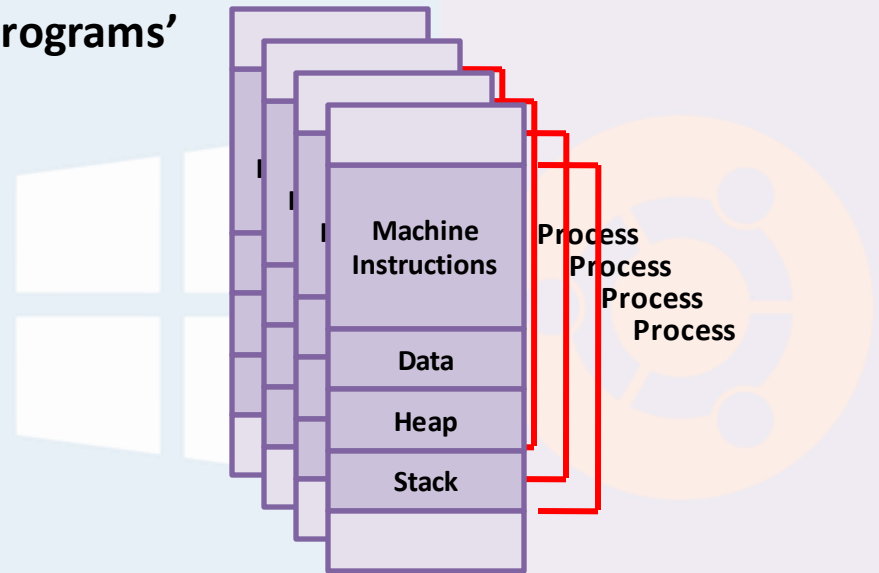 rograms’
Machine
Instructions
Data
Heap
Stack
Process
Process
Process
Process